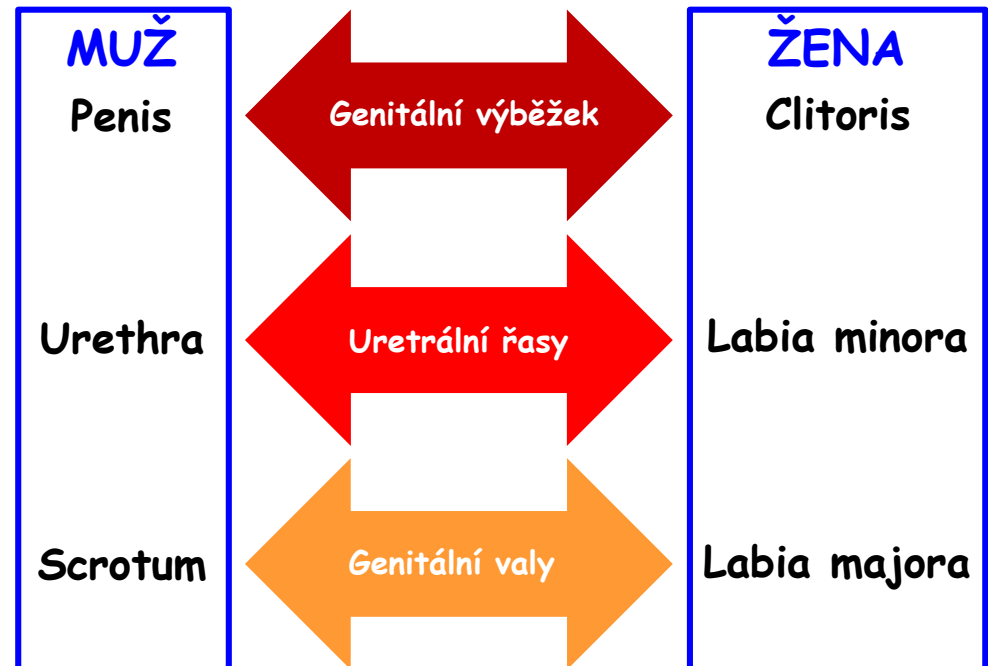 MUŽ
ŽENA
Penis
Genitální výběžek
Clitoris
Urethra
Uretrální řasy
Labia minora
Scrotum
Genitální valy
Labia majora